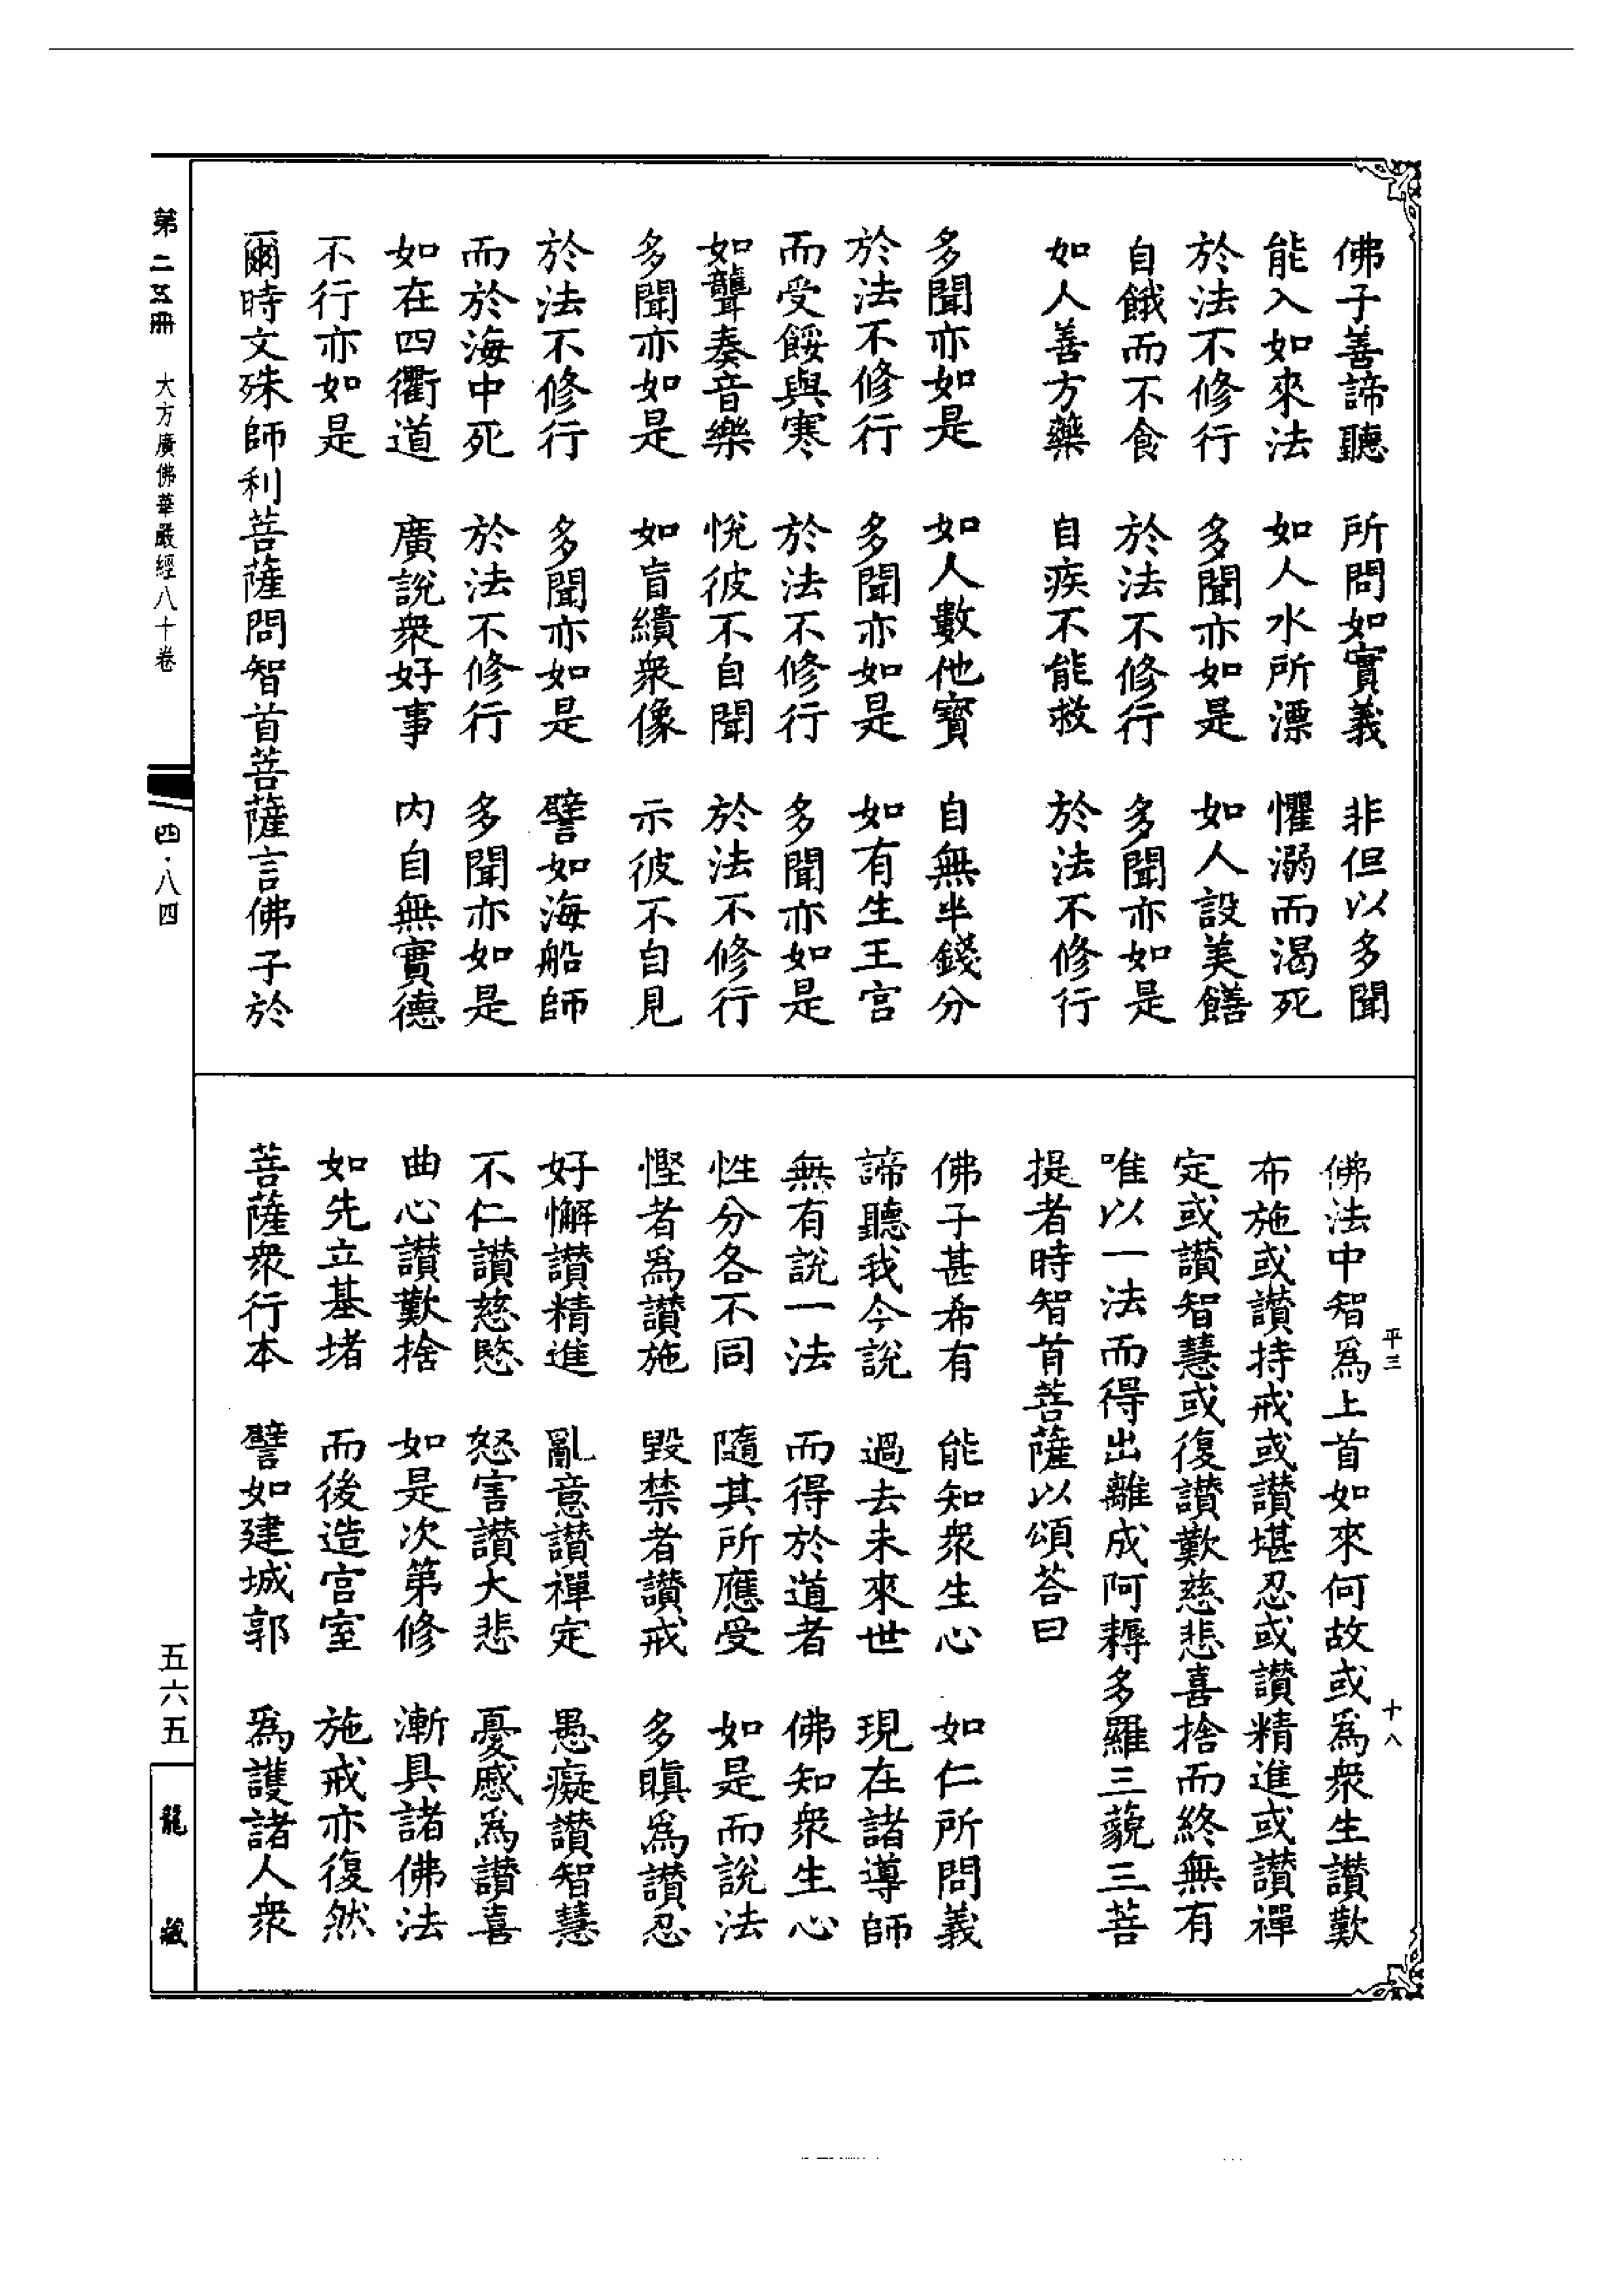 佛子善諦聽　所問如實義　非但以多聞
能入如來法　如人水所漂　懼溺而渴死
於法不修行　多聞亦如是　如人設美饍
自餓而不食　於法不修行　多聞亦如是
如人善方藥　自疾不能救　於法不修行
多聞亦如是　如人數他寶　自無半錢分
於法不修行　多聞亦如是　如有生王宮
而受餒與寒　於法不修行　多聞亦如是
如聾奏音樂　悅彼不自聞　於法不修行
多聞亦如是　如盲繢衆像　示彼不自見
於法不修行　多聞亦如是　譬如海船師
而於海中死　於法不修行　多聞亦如是
如在四衢道　廣說衆好事　內自無實德
不行亦如是
爾時文殊師利菩薩問智首菩薩言佛子於
佛法中智爲上首如來何故或爲衆生讃歎
布施或讃持戒或讃堪忍或讃精進或讃禪
定或讃智慧或復讃歎慈悲喜捨而終無有
唯以一法而得出離成阿耨多羅三藐三菩
提者時智首菩薩以頌荅曰
佛子甚希有　能知衆生心　如仁所問義
諦聽我今說　過去未來世　現在諸導師
無有說一法　而得於道者　佛知衆生心
性分各不同　隨其所應受　如是而說法
慳者爲讃施　毀禁者讃戒　多瞋爲讃忍
好懈讃精進　亂意讃禪定　愚癡讃智慧
不仁讃慈愍　怒害讃大悲　憂慼爲讃喜
曲心讃歎捨　如是次第修　漸具諸佛法
如先立基堵　而後造宮室　施戒亦復然
菩薩衆行本　譬如建城郭　爲護諸人衆
平三
十八
第二五冊　大方廣佛華嚴經八十卷
四·八四
五六五
龍藏